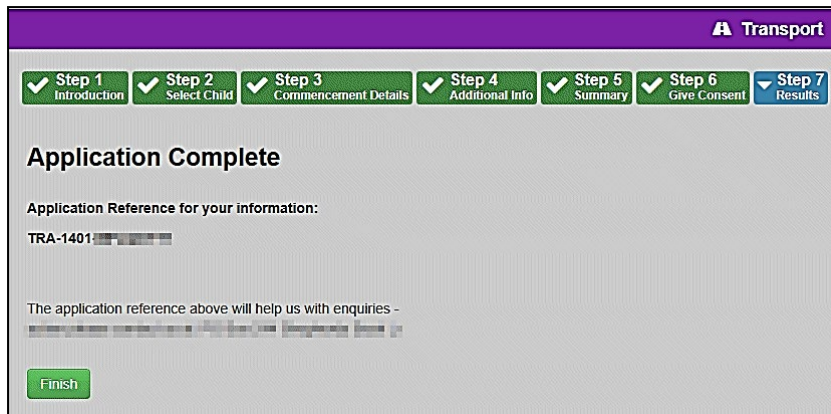 Transport
Step 1
Introduction
Step 2
Select Child
Step 3
Commencement Details
Step 4
Additional Info
Step 5
Summary
Step 6
Give Consent
Step 7
Results
Application Complete
Application Reference for your information:
TRA-1401-
The application reference above will help us with enquiries -
Finish